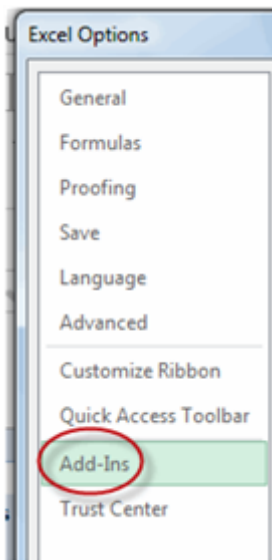 Excel Options
General
Formulas
Proofing
Save
Language
Advanced
Customize Ribbon
Quick Access Toolbar
Add-Ins
Trust Center